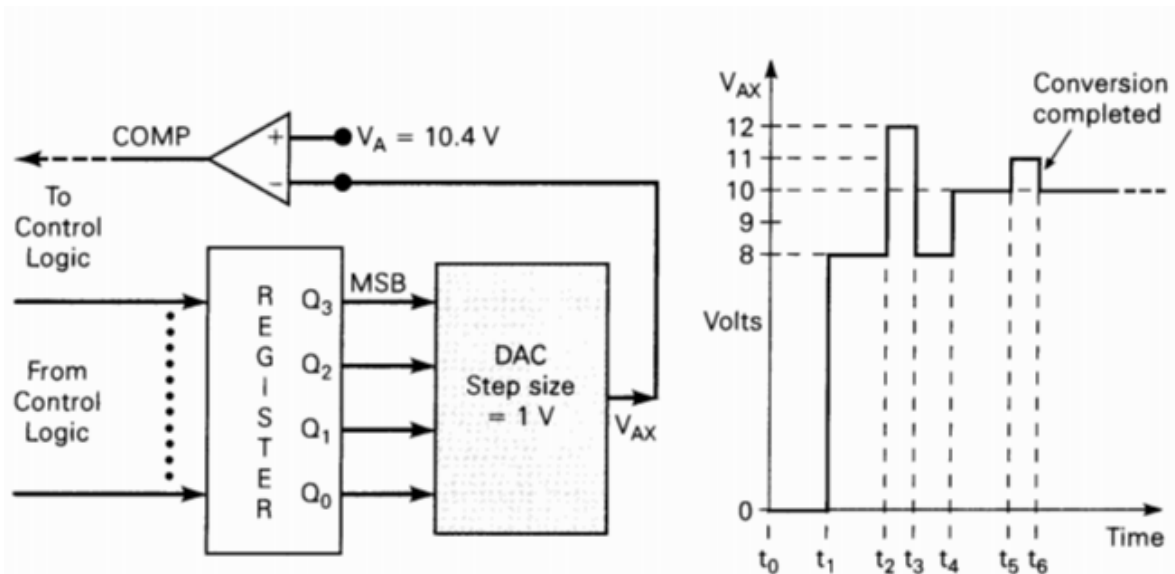 COMP
+
V_A = 10.4 V
−
To
Control
Logic
From
Control
Logic
REGISTER
Q₃
Q₂
Q₁
Q₀
MSB
DAC
Step size
= 1 V
V_AX
V_AX
Conversion
completed
12
11
10
9
8
Volts
0
t₀ t₁ t₂ t₃ t₄ t₅ t₆
Time